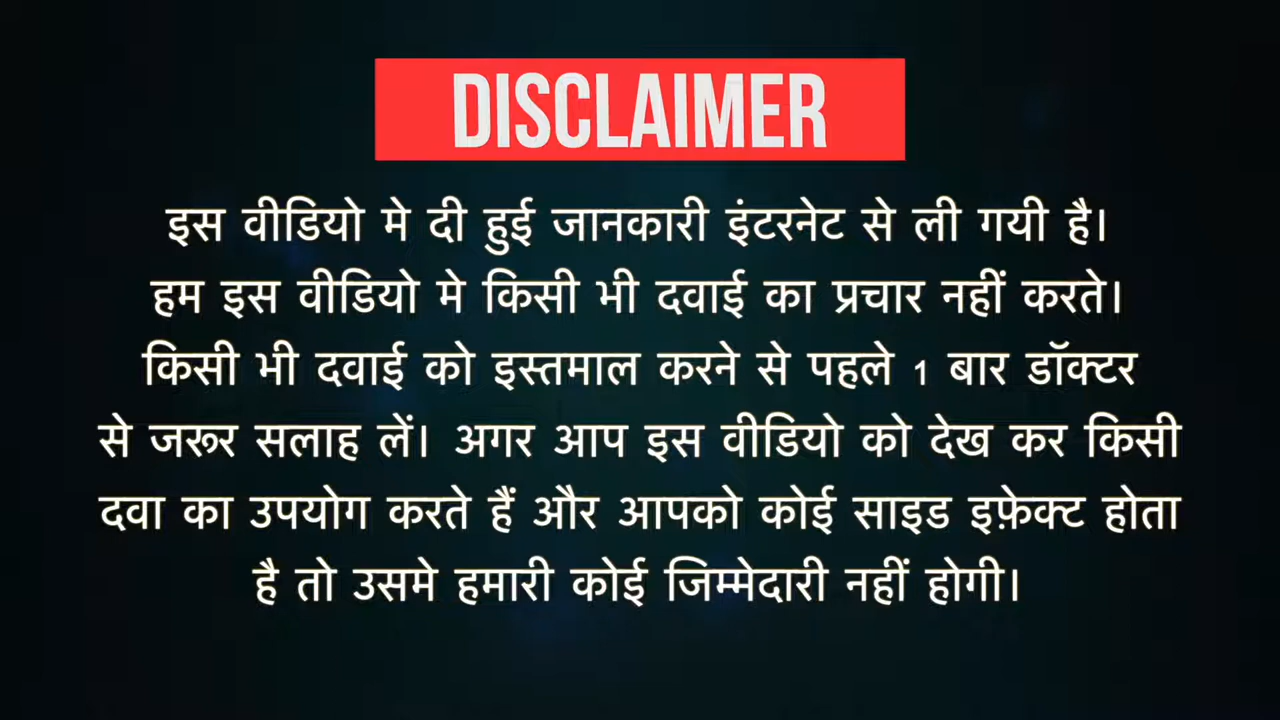 DISCLAIMER
इस वीडियो मे दी हुई जानकारी इंटरनेट से ली गयी है।
हम इस वीडियो मे किसी भी दवाई का प्रचार नहीं करते।
किसी भी दवाई को इस्तमाल करने से पहले 1 बार डॉक्टर
से जरूर सलाह लें। अगर आप इस वीडियो को देख कर किसी
दवा का उपयोग करते हैं और आपको कोई साइड इफ़ेक्ट होता
है तो उसमे हमारी कोई जिम्मेदारी नहीं होगी।